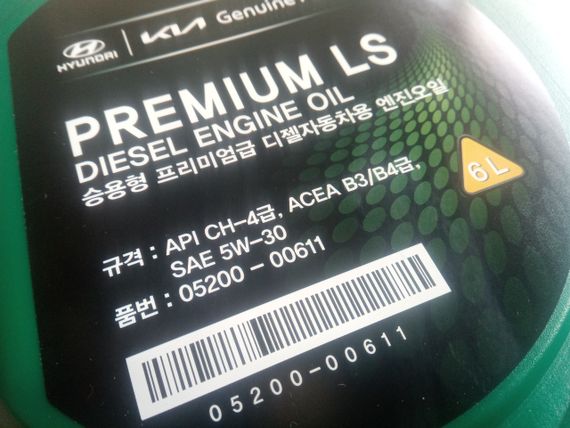 HYUNDAI | KIA Genuine
PREMIUM LS
DIESEL ENGINE OIL
승용형 프리미엄급 디젤자동차용 엔진오일
6L
규격 : API CH-4급, ACEA B3/B4급,
SAE 5W-30
품번 : 05200-00611
05200-00611